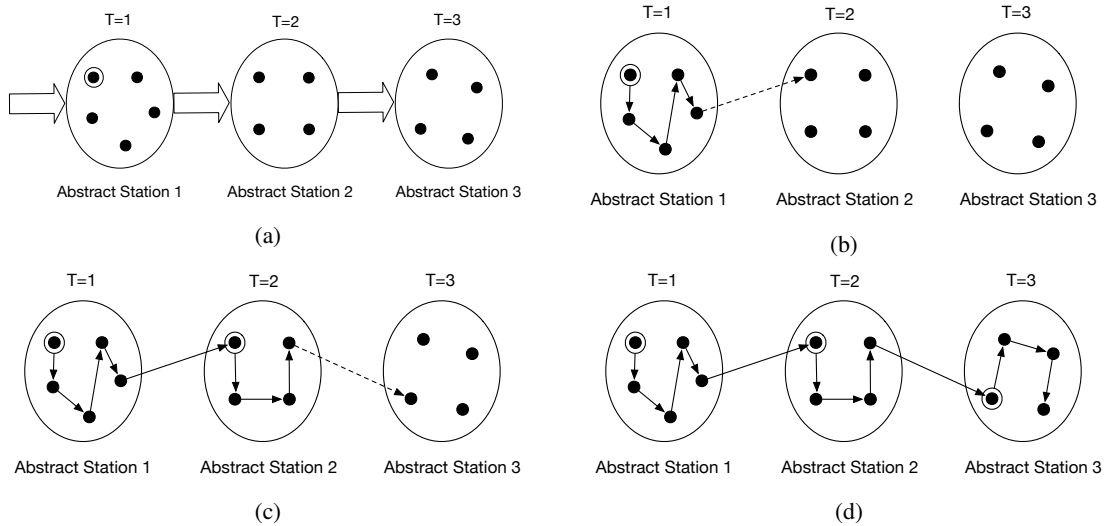 T=1 T=2 T=3
Abstract Station 1 Abstract Station 2 Abstract Station 3
(a)
T=1 T=2 T=3
Abstract Station 1 Abstract Station 2 Abstract Station 3
(b)
T=1 T=2 T=3
Abstract Station 1 Abstract Station 2 Abstract Station 3
(c)
T=1 T=2 T=3
Abstract Station 1 Abstract Station 2 Abstract Station 3
(d)